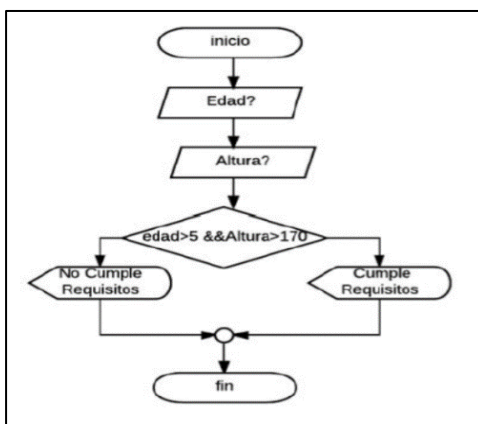 inicio
Edad?
Altura?
edad>5 &&Altura>170
No Cumple
Requisitos
Cumple
Requisitos
fin